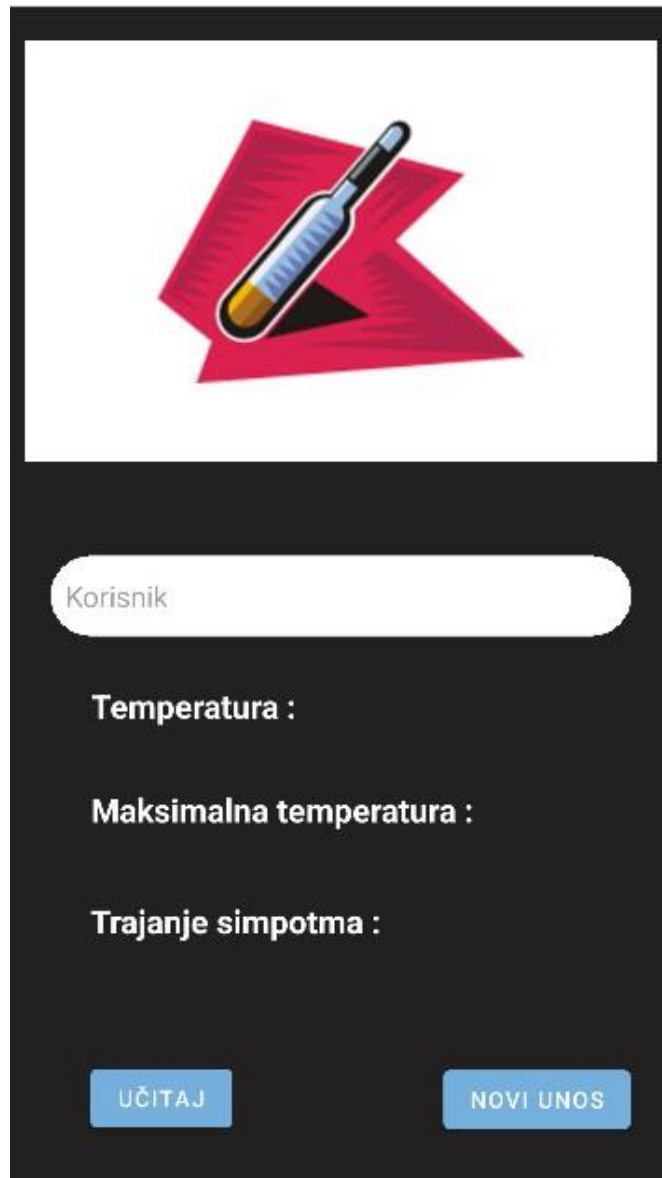 Korisnik
Temperatura :
Maksimalna temperatura :
Trajanje simpotma :
UČITAJ
NOVI UNOS